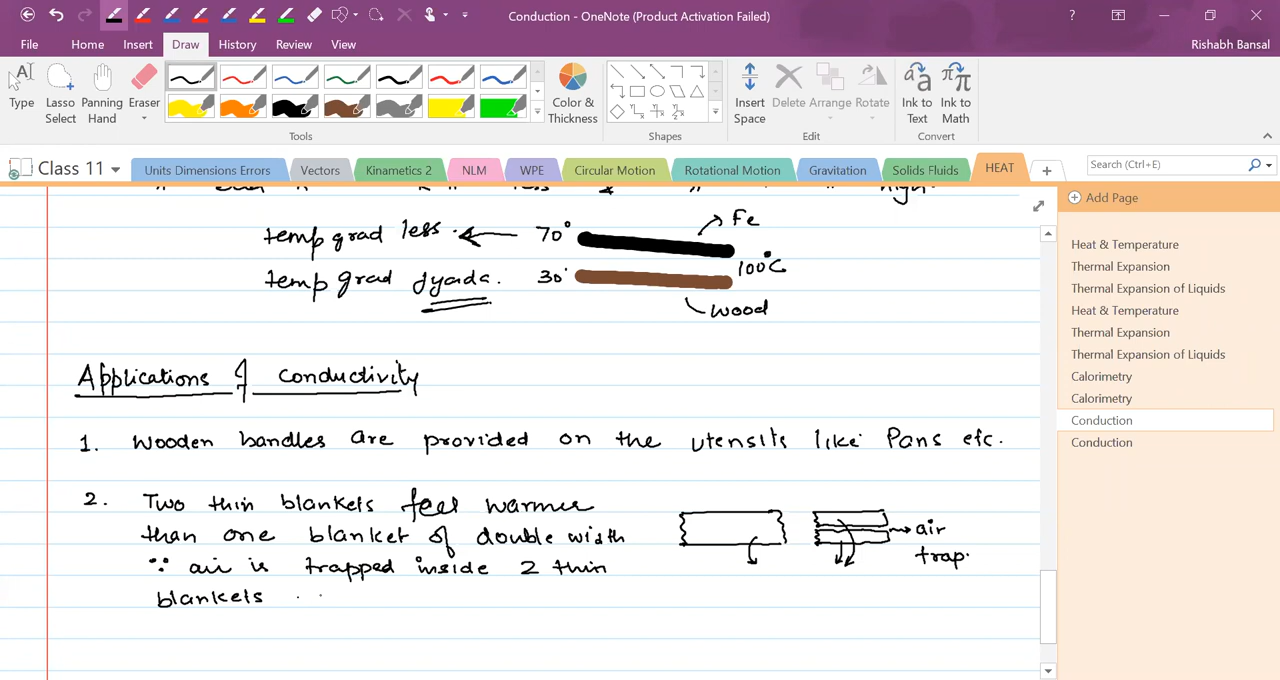 Conduction - OneNote (Product Activation Failed)
?
File Home Insert Draw History Review View
Rishabh Bansal
Type
Lasso Select
Panning Hand
Eraser
Color & Thickness
Insert Space
Delete
Arrange
Rotate
Ink to Text
Ink to Math
Tools
Shapes
Edit
Convert
Class 11
Units Dimensions Errors
Vectors
Kinematics 2
NLM
WPE
Circular Motion
Rotational Motion
Gravitation
Solids Fluids
HEAT
Search (Ctrl+E)
Add Page
Heat & Temperature
Thermal Expansion
Thermal Expansion of Liquids
Heat & Temperature
Thermal Expansion
Thermal Expansion of Liquids
Calorimetry
Calorimetry
Conduction
Conduction
less
high
temp grad less. 70° Fe
100°C
temp grad jyada. 30°
wood
Applications of conductivity
1. Wooden handles are provided on the utensils like Pans etc.
2. Two thin blankets feel warmer
than one blanket of double width
∵ air is trapped inside 2 thin
blankets
air
trap.